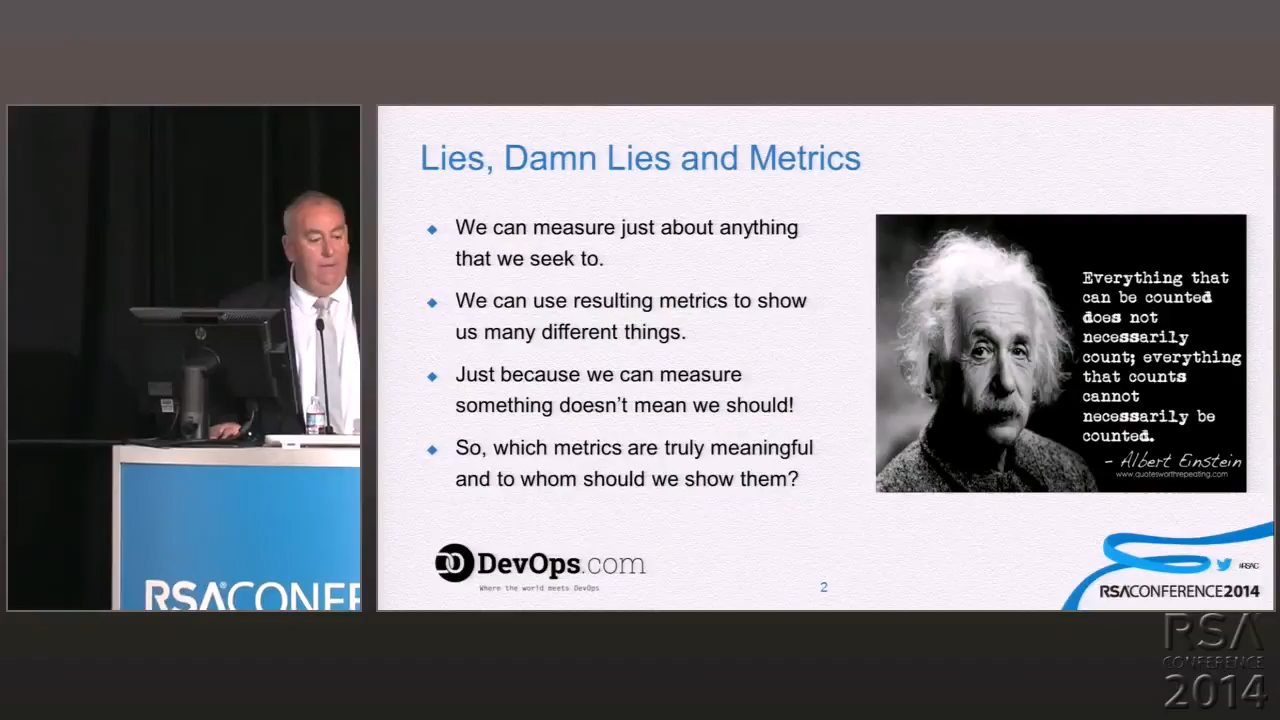 Lies, Damn Lies and Metrics
We can measure just about anything
that we seek to.
We can use resulting metrics to show
us many different things.
Just because we can measure
something doesn't mean we should!
So, which metrics are truly meaningful
and to whom should we show them?
Everything that
can be counted
does not
necessarily
count; everything
that counts
cannot
necessarily be
counted.
- Albert Einstein
www.quotesworthrepeating.com
DevOps.com
Where the world meets DevOps
2
#RSAC
RSACONFERENCE2014
RSA®CONFE
RSA
CONFERENCE
2014